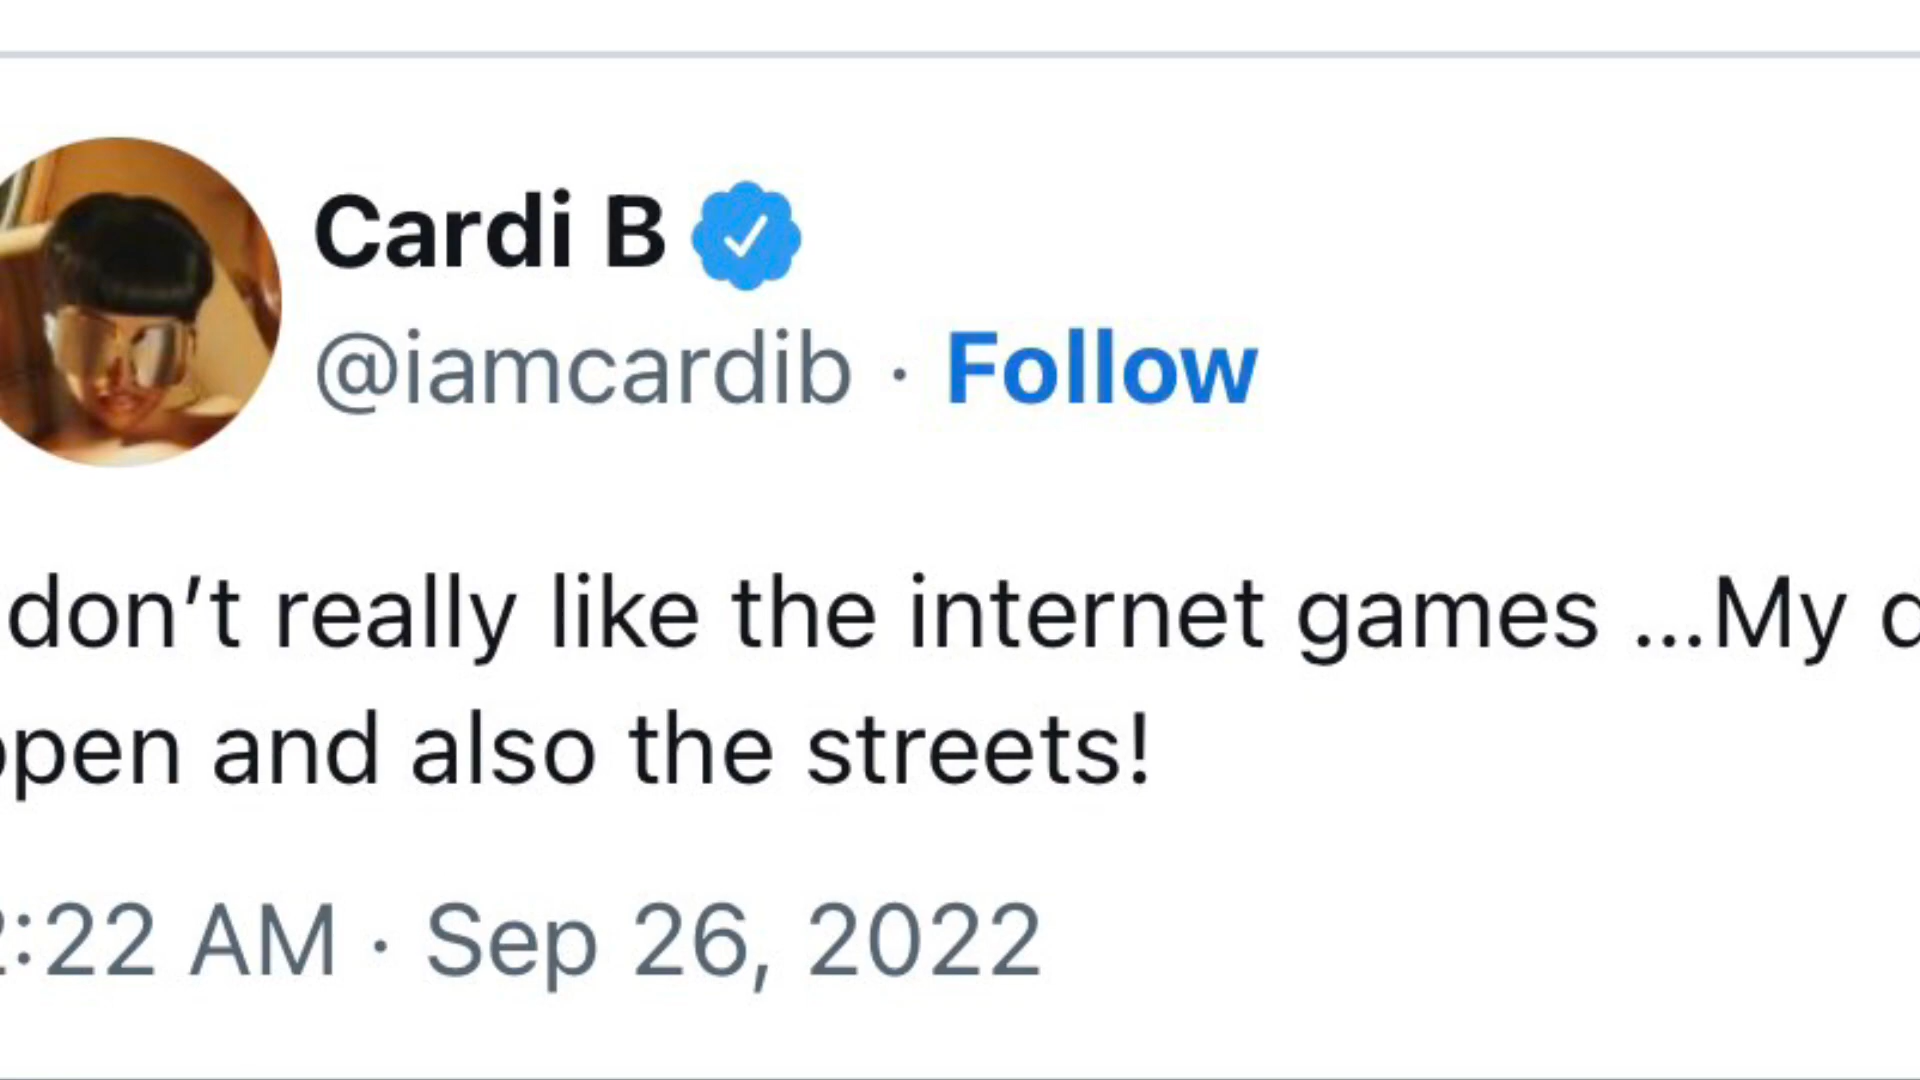 Cardi B
@iamcardib · Follow
don’t really like the internet games ...My
open and also the streets!
:22 AM · Sep 26, 2022